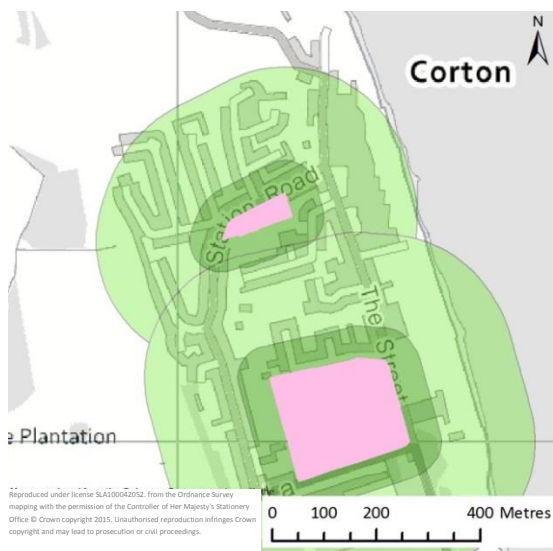 N
Corton
Station Road
The Street
e Plantation
Reproduced under license SLA100042052. from the Ordnance Survey
mapping with the permission of the Controller of Her Majesty's Stationery
Office © Crown copyright 2015. Unauthorised reproduction infringes Crown
copyright and may lead to prosecution or civil proceedings.
0 100 200 400 Metres